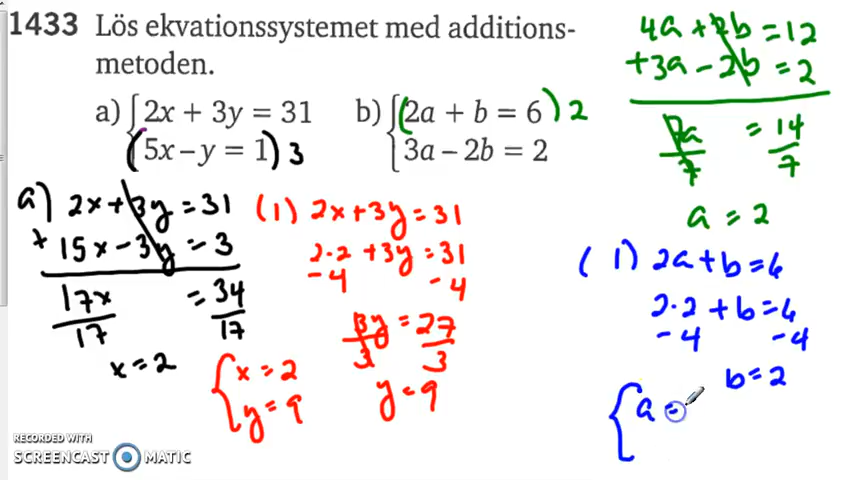 1433 Lös ekvationssystemet med additions-
metoden.
a) { 2x + 3y = 31
(5x − y = 1) 3
b) { (2a + b = 6) 2
3a − 2b = 2
a) 2x + 3y = 31
+ 15x − 3y = 3
17x = 34
17 17
x = 2
(1) 2x + 3y = 31
2·2 + 3y = 31
−4 −4
3y = 27
3 3
y = 9
{ x = 2
y = 9
4a + 2b = 12
+3a − 2b = 2
7a = 14
7 7
a = 2
(1) 2a + b = 6
2·2 + b = 6
−4 −4
b = 2
{ a =
RECORDED WITH
SCREENCAST MATIC